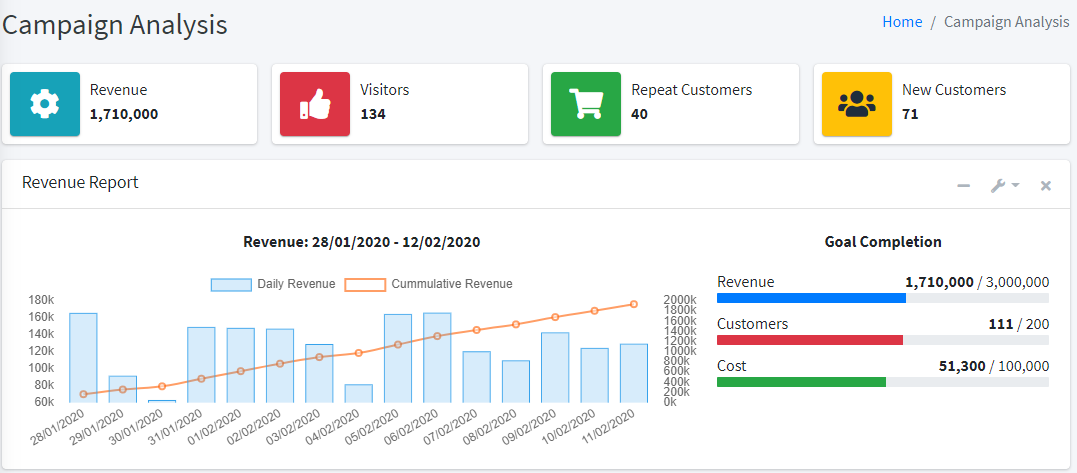 Campaign Analysis
Home / Campaign Analysis
Revenue
1,710,000
Visitors
134
Repeat Customers
40
New Customers
71
Revenue Report
Revenue: 28/01/2020 - 12/02/2020
Daily Revenue
Cummulative Revenue
180k
160k
140k
120k
100k
80k
60k
2000k
1800k
1600k
1400k
1200k
1000k
800k
600k
400k
200k
0k
28/01/2020
29/01/2020
30/01/2020
31/01/2020
01/02/2020
02/02/2020
03/02/2020
04/02/2020
05/02/2020
06/02/2020
07/02/2020
08/02/2020
09/02/2020
10/02/2020
11/02/2020
Goal Completion
Revenue 1,710,000 / 3,000,000
Customers 111 / 200
Cost 51,300 / 100,000